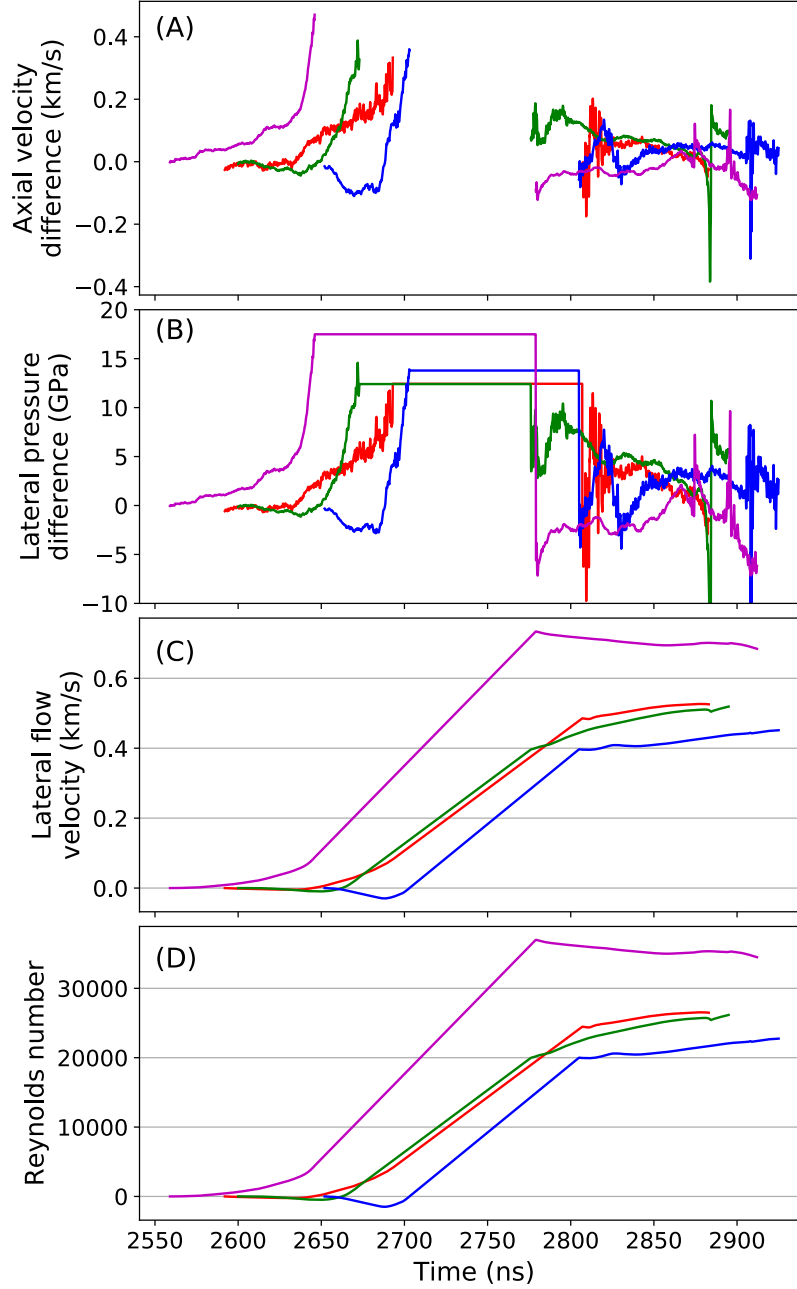 (A)
Axial velocity
difference (km/s)
0.4
0.2
0.0
−0.2
−0.4
(B)
Lateral pressure
difference (GPa)
20
15
10
5
0
−5
−10
(C)
Lateral flow
velocity (km/s)
0.6
0.4
0.2
0.0
(D)
Reynolds number
30000
20000
10000
0
2550 2600 2650 2700 2750 2800 2850 2900
Time (ns)